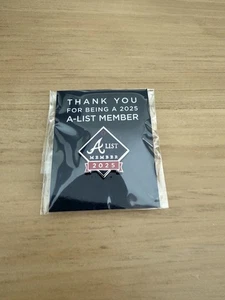 THANK YOU
FOR BEING A 2025
A-LIST MEMBER
A LIST
MEMBER
2025